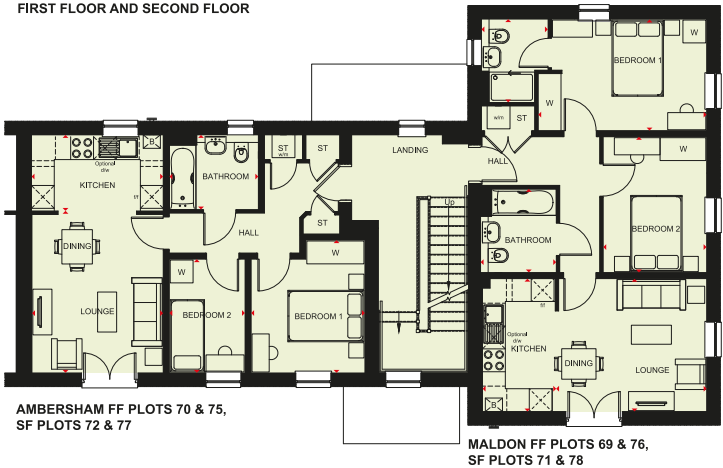 FIRST FLOOR AND SECOND FLOOR
BEDROOM 1
W
W
w/m
ST
LANDING
HALL
B
Optional
d/w
KITCHEN
f/f
BATHROOM
ST
w/m
ST
W
BEDROOM 2
Up
ST
DINING
HALL
BATHROOM
W
W
LOUNGE
BEDROOM 2
BEDROOM 1
f/f
Optional
d/w
KITCHEN
DINING
LOUNGE
B
AMBERSHAM FF PLOTS 70 & 75,
SF PLOTS 72 & 77
MALDON FF PLOTS 69 & 76,
SF PLOTS 71 & 78